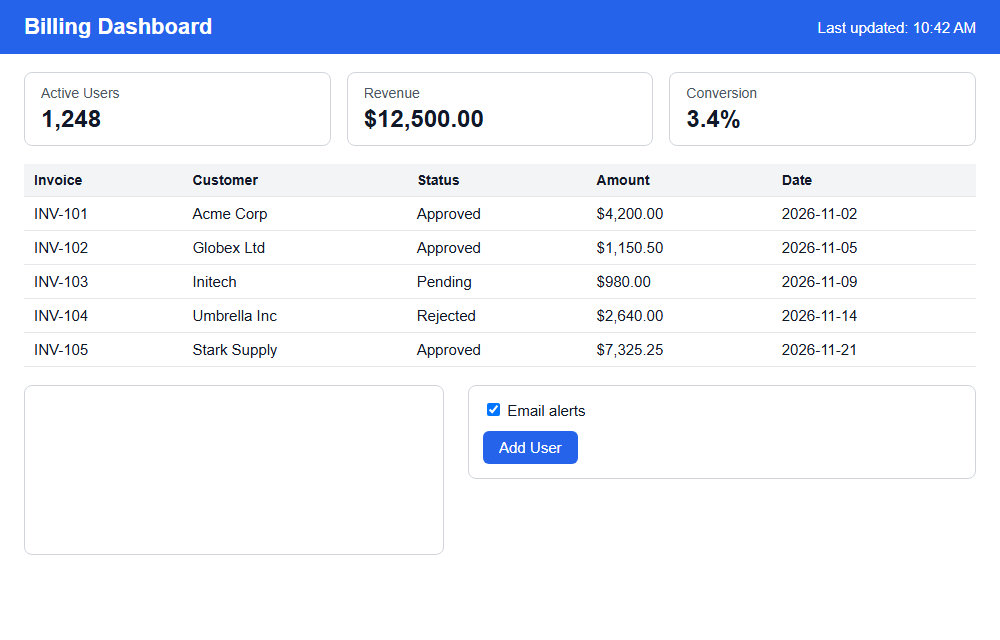 Billing Dashboard Last updated: 10:42 AM
Active Users Revenue Conversion
1,248 $12,500.00 3.4%
Invoice Customer Status Amount Date
INV-101 Acme Corp Approved $4,200.00 2026-11-02
INV-102 Globex Ltd Approved $1,150.50 2026-11-05
INV-103 Initech Pending $980.00 2026-11-09
INV-104 Umbrella Inc Rejected $2,640.00 2026-11-14
INV-105 Stark Supply Approved $7,325.25 2026-11-21
Email alerts
Add User